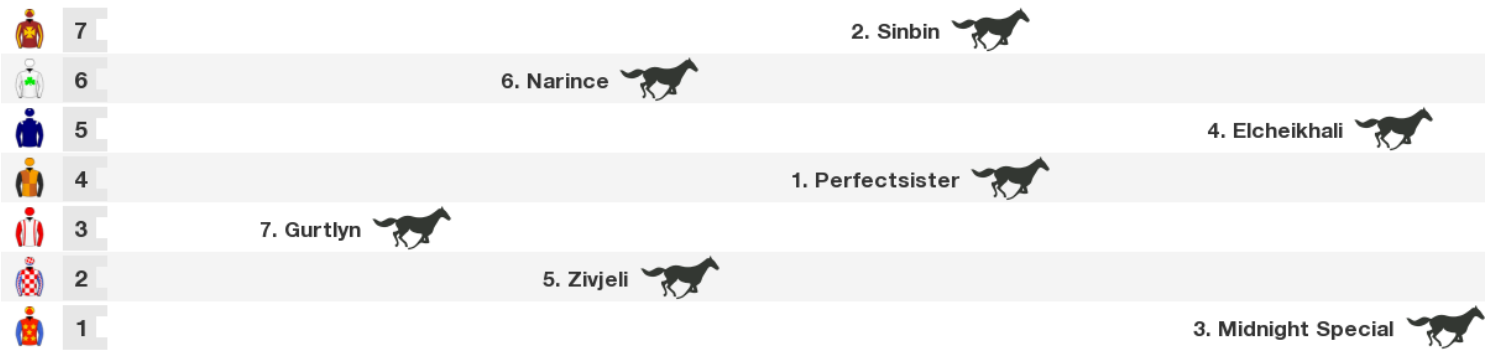 7 2. Sinbin
6 6. Narince
5 4. Elcheikhali
4 1. Perfectsister
3 7. Gurtlyn
2 5. Zivjeli
1 3. Midnight Special